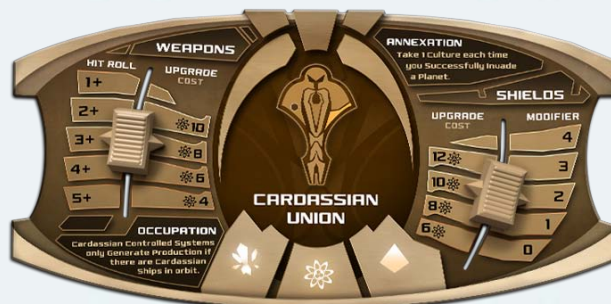 WEAPONS
HIT ROLL
UPGRADE
COST
1+
2+
10
3+
8
4+
6
5+
4
OCCUPATION
Cardassian Controlled Systems
only Generate Production if
there are Cardassian
Ships in orbit.
CARDASSIAN
UNION
ANNEXATION
Take 1 Culture each time
you Successfully Invade
a Planet.
SHIELDS
UPGRADE
COST
MODIFIER
4
12
3
10
2
8
1
6
0